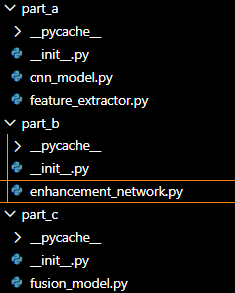 part_a
__pycache__
__init__.py
cnn_model.py
feature_extractor.py
part_b
__pycache__
__init__.py
enhancement_network.py
part_c
__pycache__
__init__.py
fusion_model.py